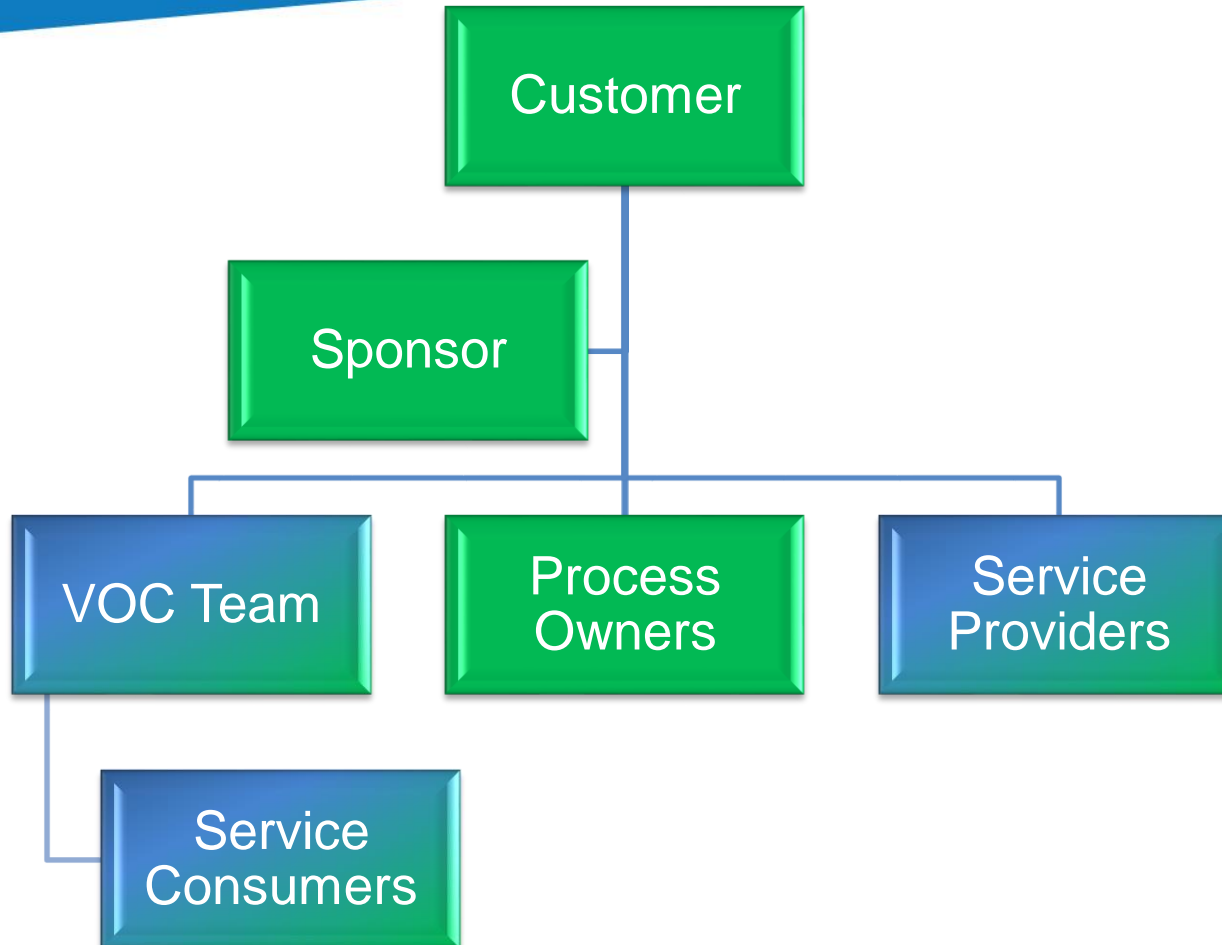 Customer
Sponsor
VOC Team
Process
Owners
Service
Providers
Service
Consumers